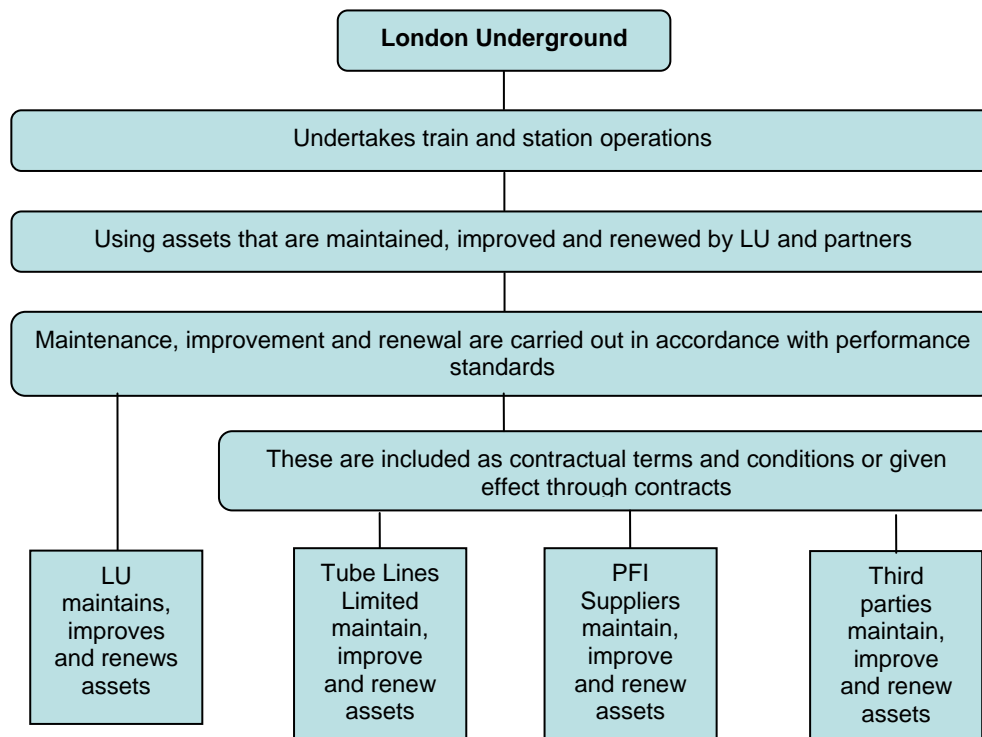 London Underground
Undertakes train and station operations
Using assets that are maintained, improved and renewed by LU and partners
Maintenance, improvement and renewal are carried out in accordance with performance
standards
These are included as contractual terms and conditions or given
effect through contracts
LU
maintains,
improves
and renews
assets
Tube Lines
Limited
maintain,
improve
and renew
assets
PFI
Suppliers
maintain,
improve
and renew
assets
Third
parties
maintain,
improve
and renew
assets